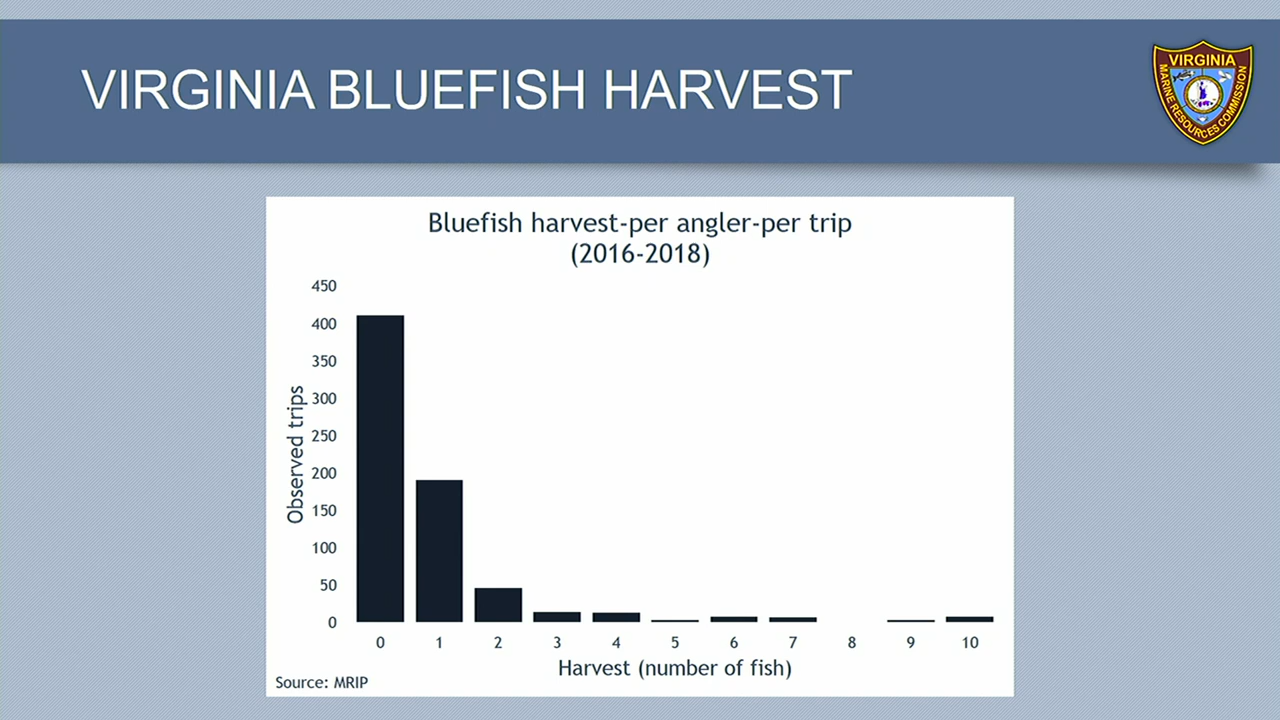 VIRGINIA BLUEFISH HARVEST
VIRGINIA
MARINE RESOURCES COMMISSION
Bluefish harvest-per angler-per trip
(2016-2018)
Observed trips
450
400
350
300
250
200
150
100
50
0
0 1 2 3 4 5 6 7 8 9 10
Harvest (number of fish)
Source: MRIP